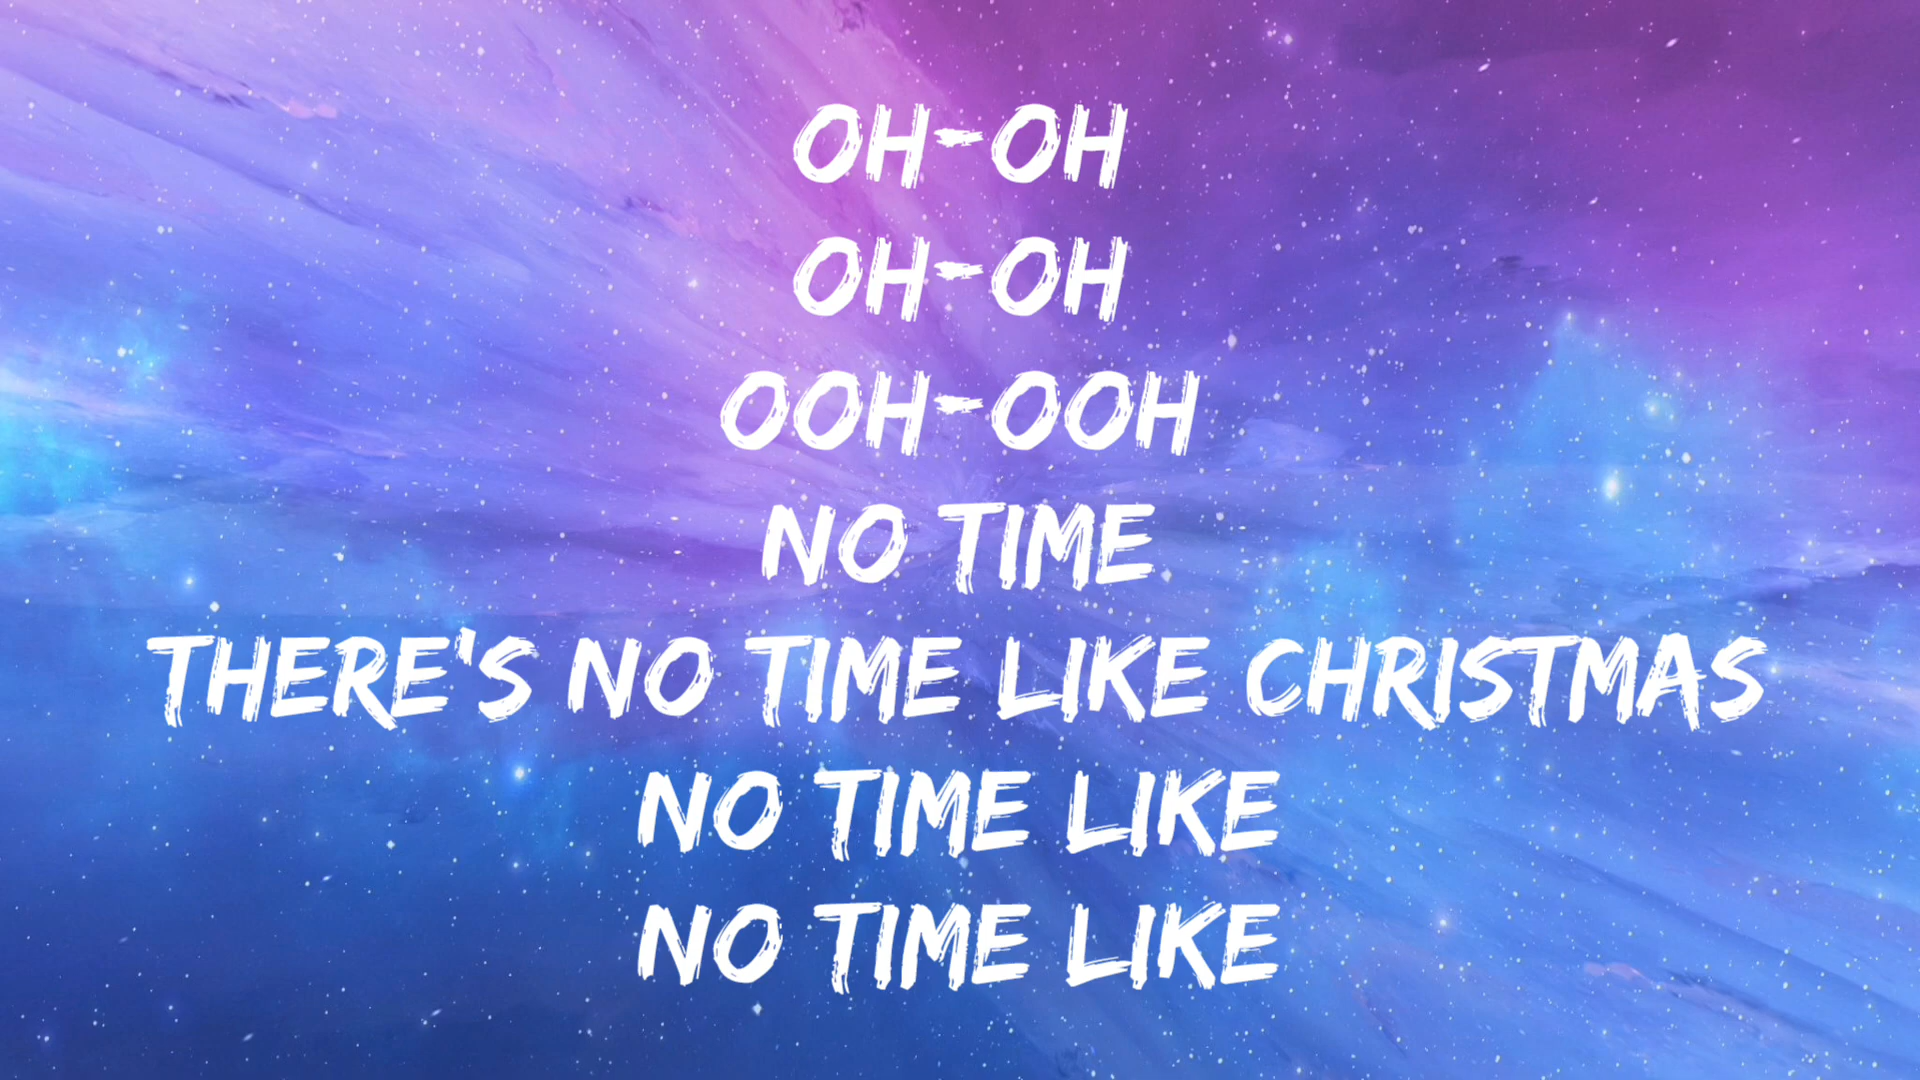 OH-OH
OH-OH
OOH-OOH
NO TIME
THERE'S NO TIME LIKE CHRISTMAS
NO TIME LIKE
NO TIME LIKE